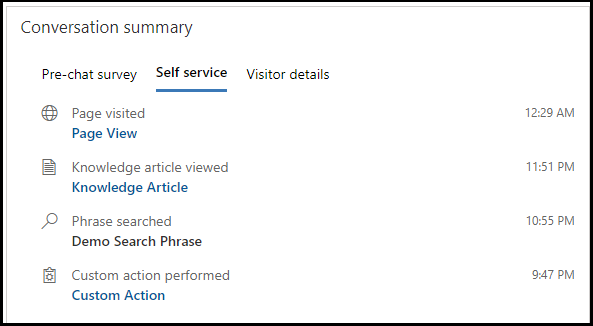 Conversation summary
Pre-chat survey Self service Visitor details
Page visited 12:29 AM
Page View
Knowledge article viewed 11:51 PM
Knowledge Article
Phrase searched 10:55 PM
Demo Search Phrase
Custom action performed 9:47 PM
Custom Action